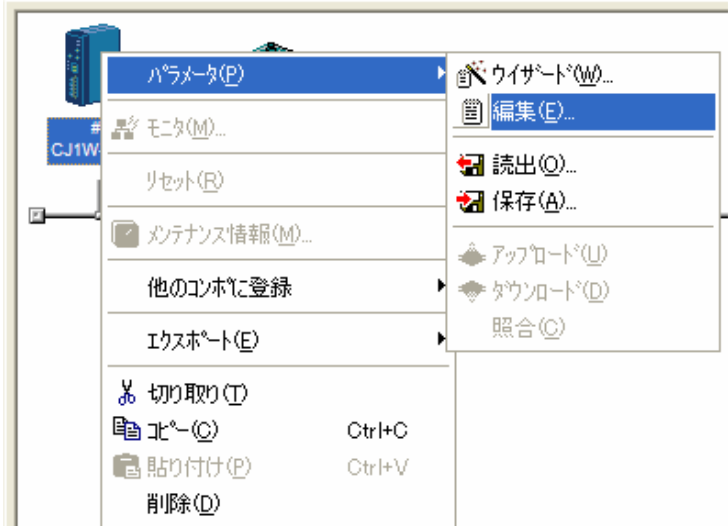 #
CJ1W-
パラメータ(P)
モニタ(M)...
リセット(R)
メンテナンス情報(M)...
他のコンポに登録
エクスポート(E)
切り取り(T)
コピー(C) Ctrl+C
貼り付け(P) Ctrl+V
削除(D)
ウィザード(W)...
編集(E)...
読出(O)...
保存(A)...
アップロード(U)
ダウンロード(D)
照合(C)